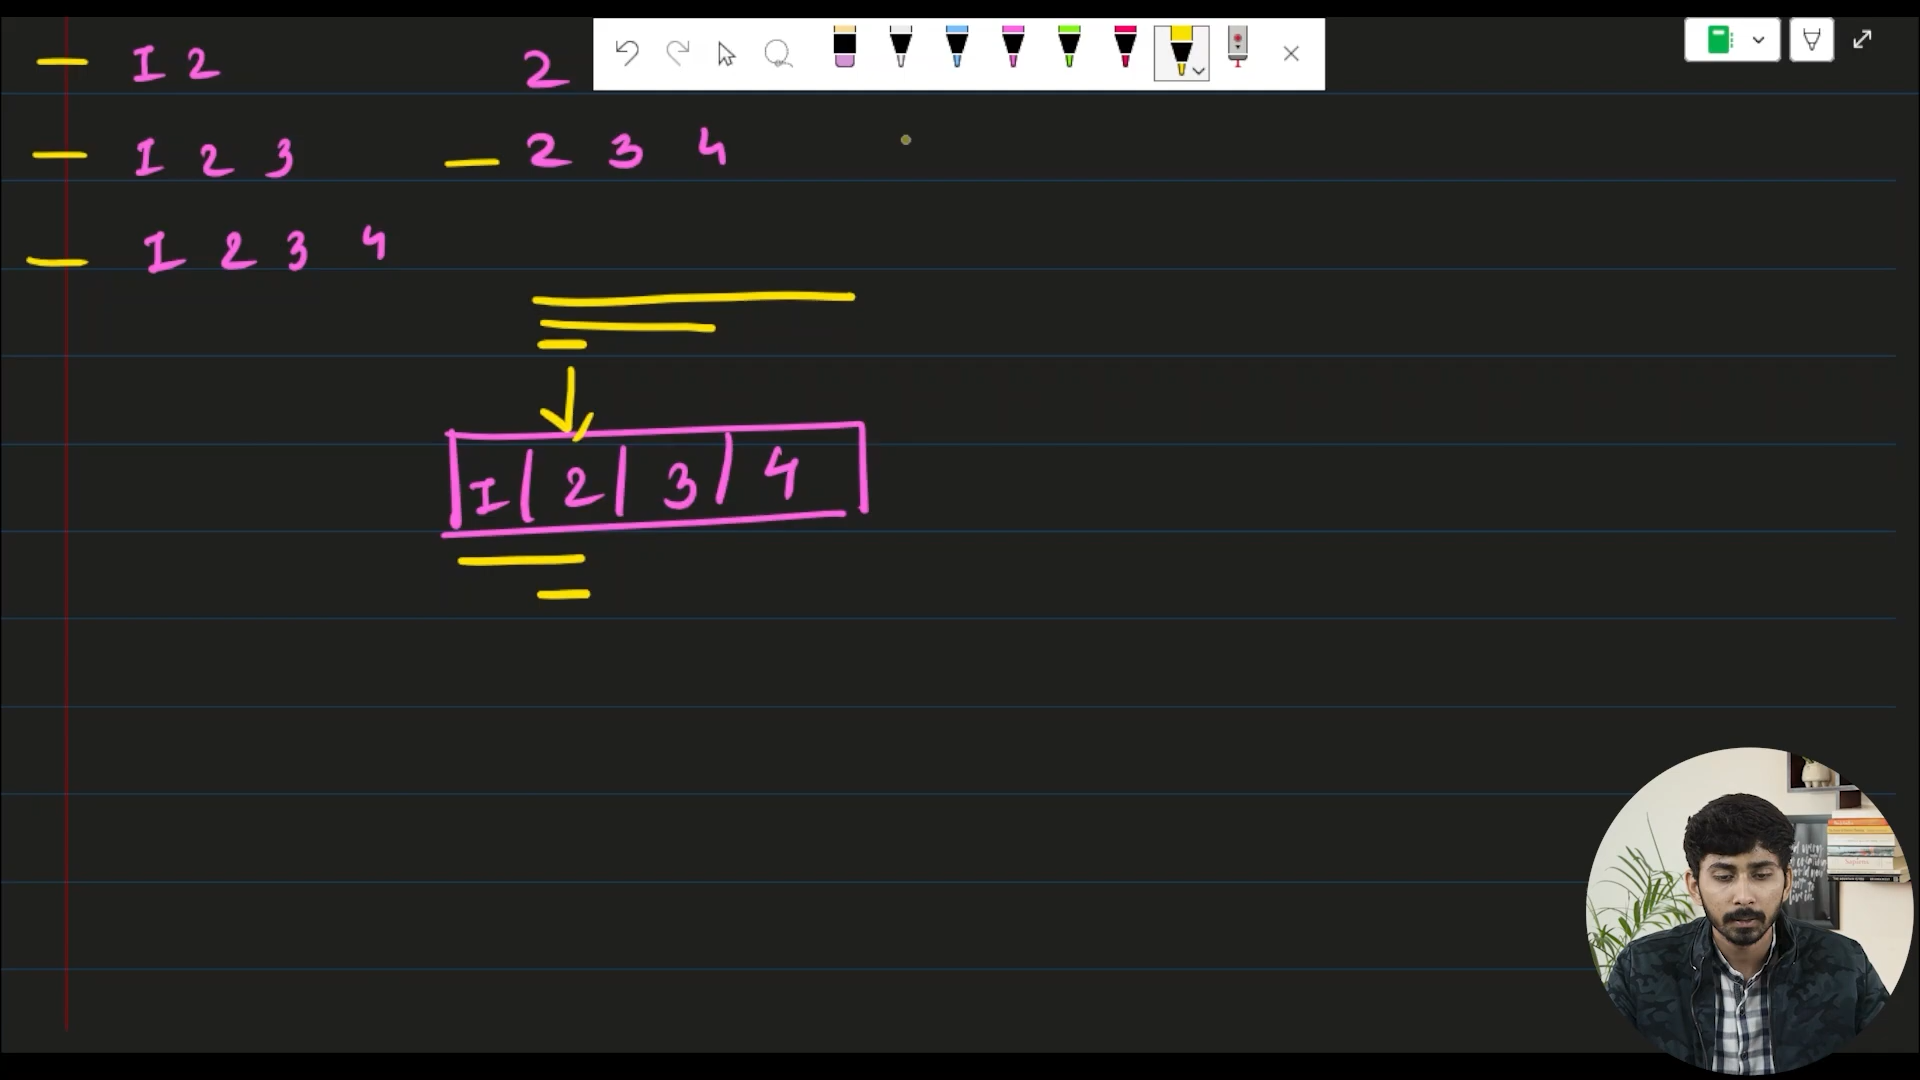 1 2 2
1 2 3 2 3 4
1 2 3 4
1 | 2 | 3 | 4